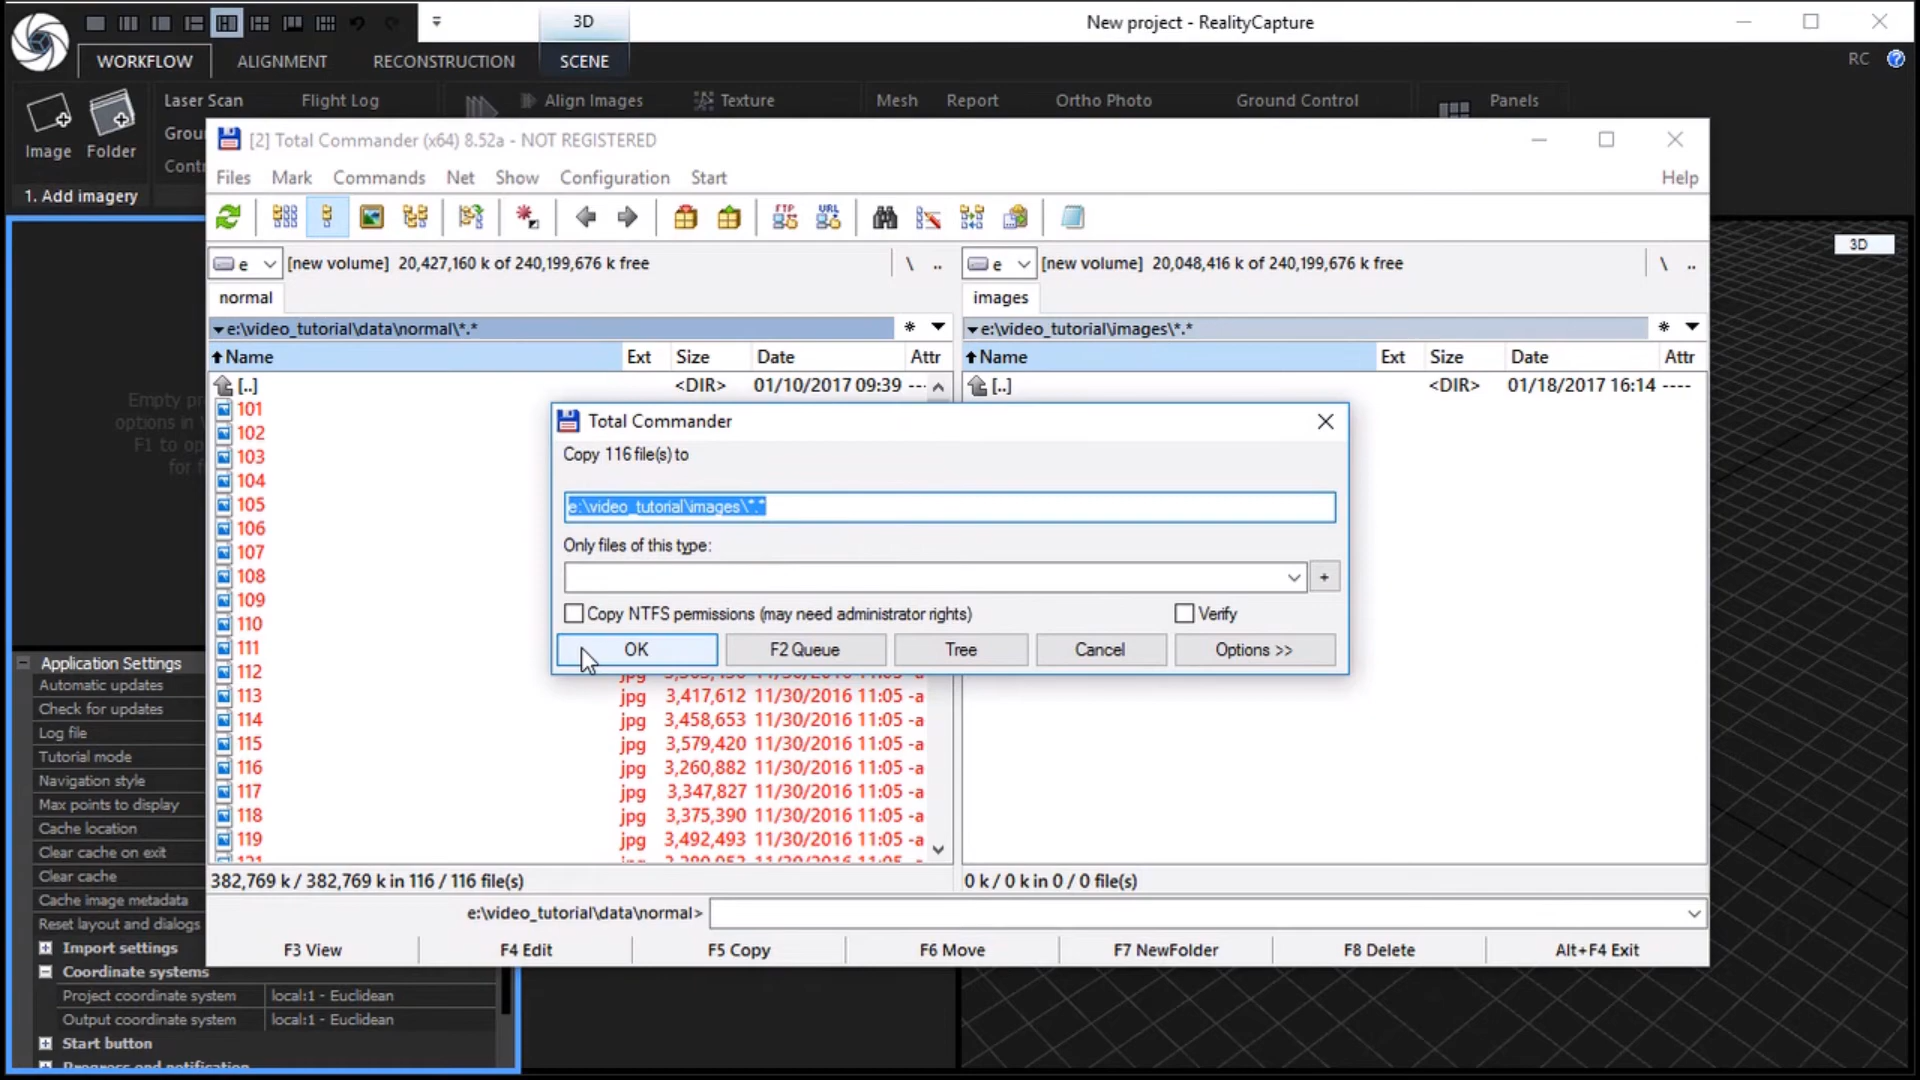 3D
New project - RealityCapture
WORKFLOW ALIGNMENT RECONSTRUCTION SCENE
RC
Laser Scan Flight Log Align Images Texture Mesh Report Ortho Photo Ground Control Panels
Image Folder
1. Add imagery
3D
[2] Total Commander (x64) 8.52a - NOT REGISTERED
Files Mark Commands Net Show Configuration Start Help
FTP URL
e [new volume] 20,427,160 k of 240,199,676 k free \ ..
e [new volume] 20,048,416 k of 240,199,676 k free \ ..
normal
images
e:\video_tutorial\data\normal\*.* *
e:\video_tutorial\images\*.* *
Name Ext Size Date Attr
Name Ext Size Date Attr
[..] <DIR> 01/10/2017 09:39 ---
[..] <DIR> 01/18/2017 16:14 ----
101
102
103
104
105
106
107
108
109
110
111
112
113 jpg 3,417,612 11/30/2016 11:05 -a
114 jpg 3,458,653 11/30/2016 11:05 -a
115 jpg 3,579,420 11/30/2016 11:05 -a
116 jpg 3,260,882 11/30/2016 11:05 -a
117 jpg 3,347,827 11/30/2016 11:05 -a
118 jpg 3,375,390 11/30/2016 11:05 -a
119 jpg 3,492,493 11/30/2016 11:05 -a
Total Commander
Copy 116 file(s) to
e:\video_tutorial\images\*.*
Only files of this type:
+
Copy NTFS permissions (may need administrator rights) Verify
OK F2 Queue Tree Cancel Options >>
382,769 k / 382,769 k in 116 / 116 file(s)
0 k / 0 k in 0 / 0 file(s)
e:\video_tutorial\data\normal>
F3 View F4 Edit F5 Copy F6 Move F7 NewFolder F8 Delete Alt+F4 Exit
Application Settings
Automatic updates
Check for updates
Log file
Tutorial mode
Navigation style
Max points to display
Cache location
Clear cache on exit
Clear cache
Cache image metadata
Reset layout and dialogs
Import settings
Coordinate systems
Project coordinate system local:1 - Euclidean
Output coordinate system local:1 - Euclidean
Start button